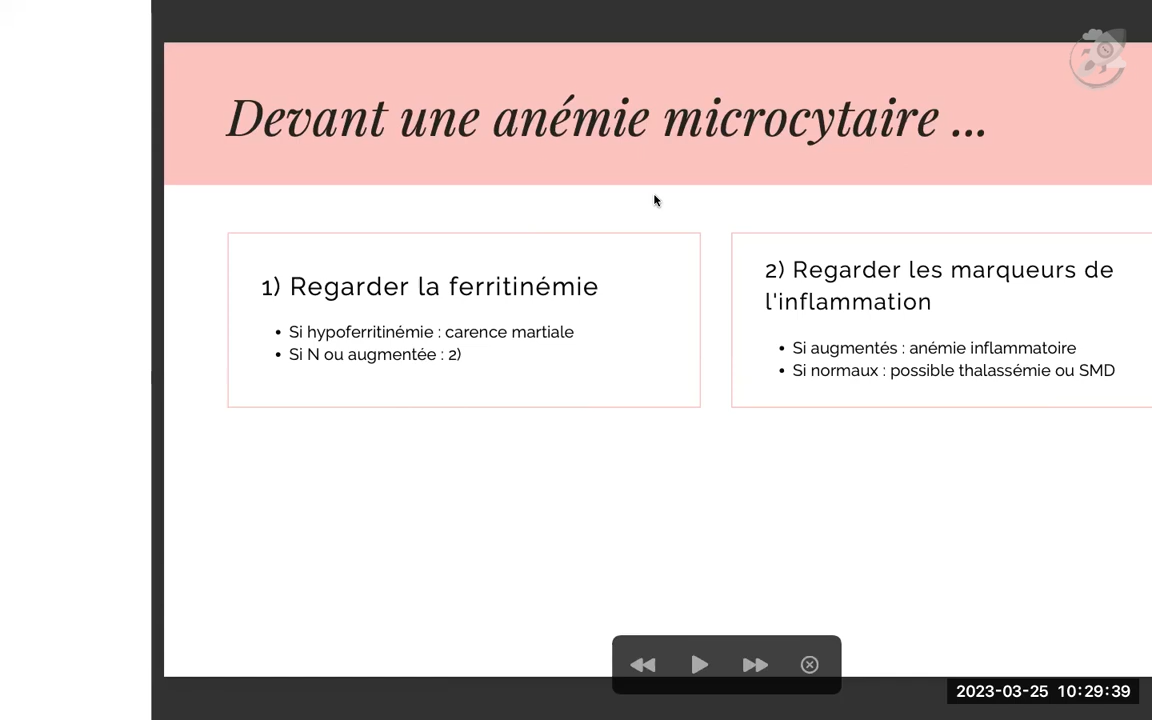 Devant une anémie microcytaire ...
1) Regarder la ferritinémie
• Si hypoferritinémie : carence martiale
• Si N ou augmentée : 2)
2) Regarder les marqueurs de
l'inflammation
• Si augmentés : anémie inflammatoire
• Si normaux : possible thalassémie ou SMD
2023-03-25 10:29:39